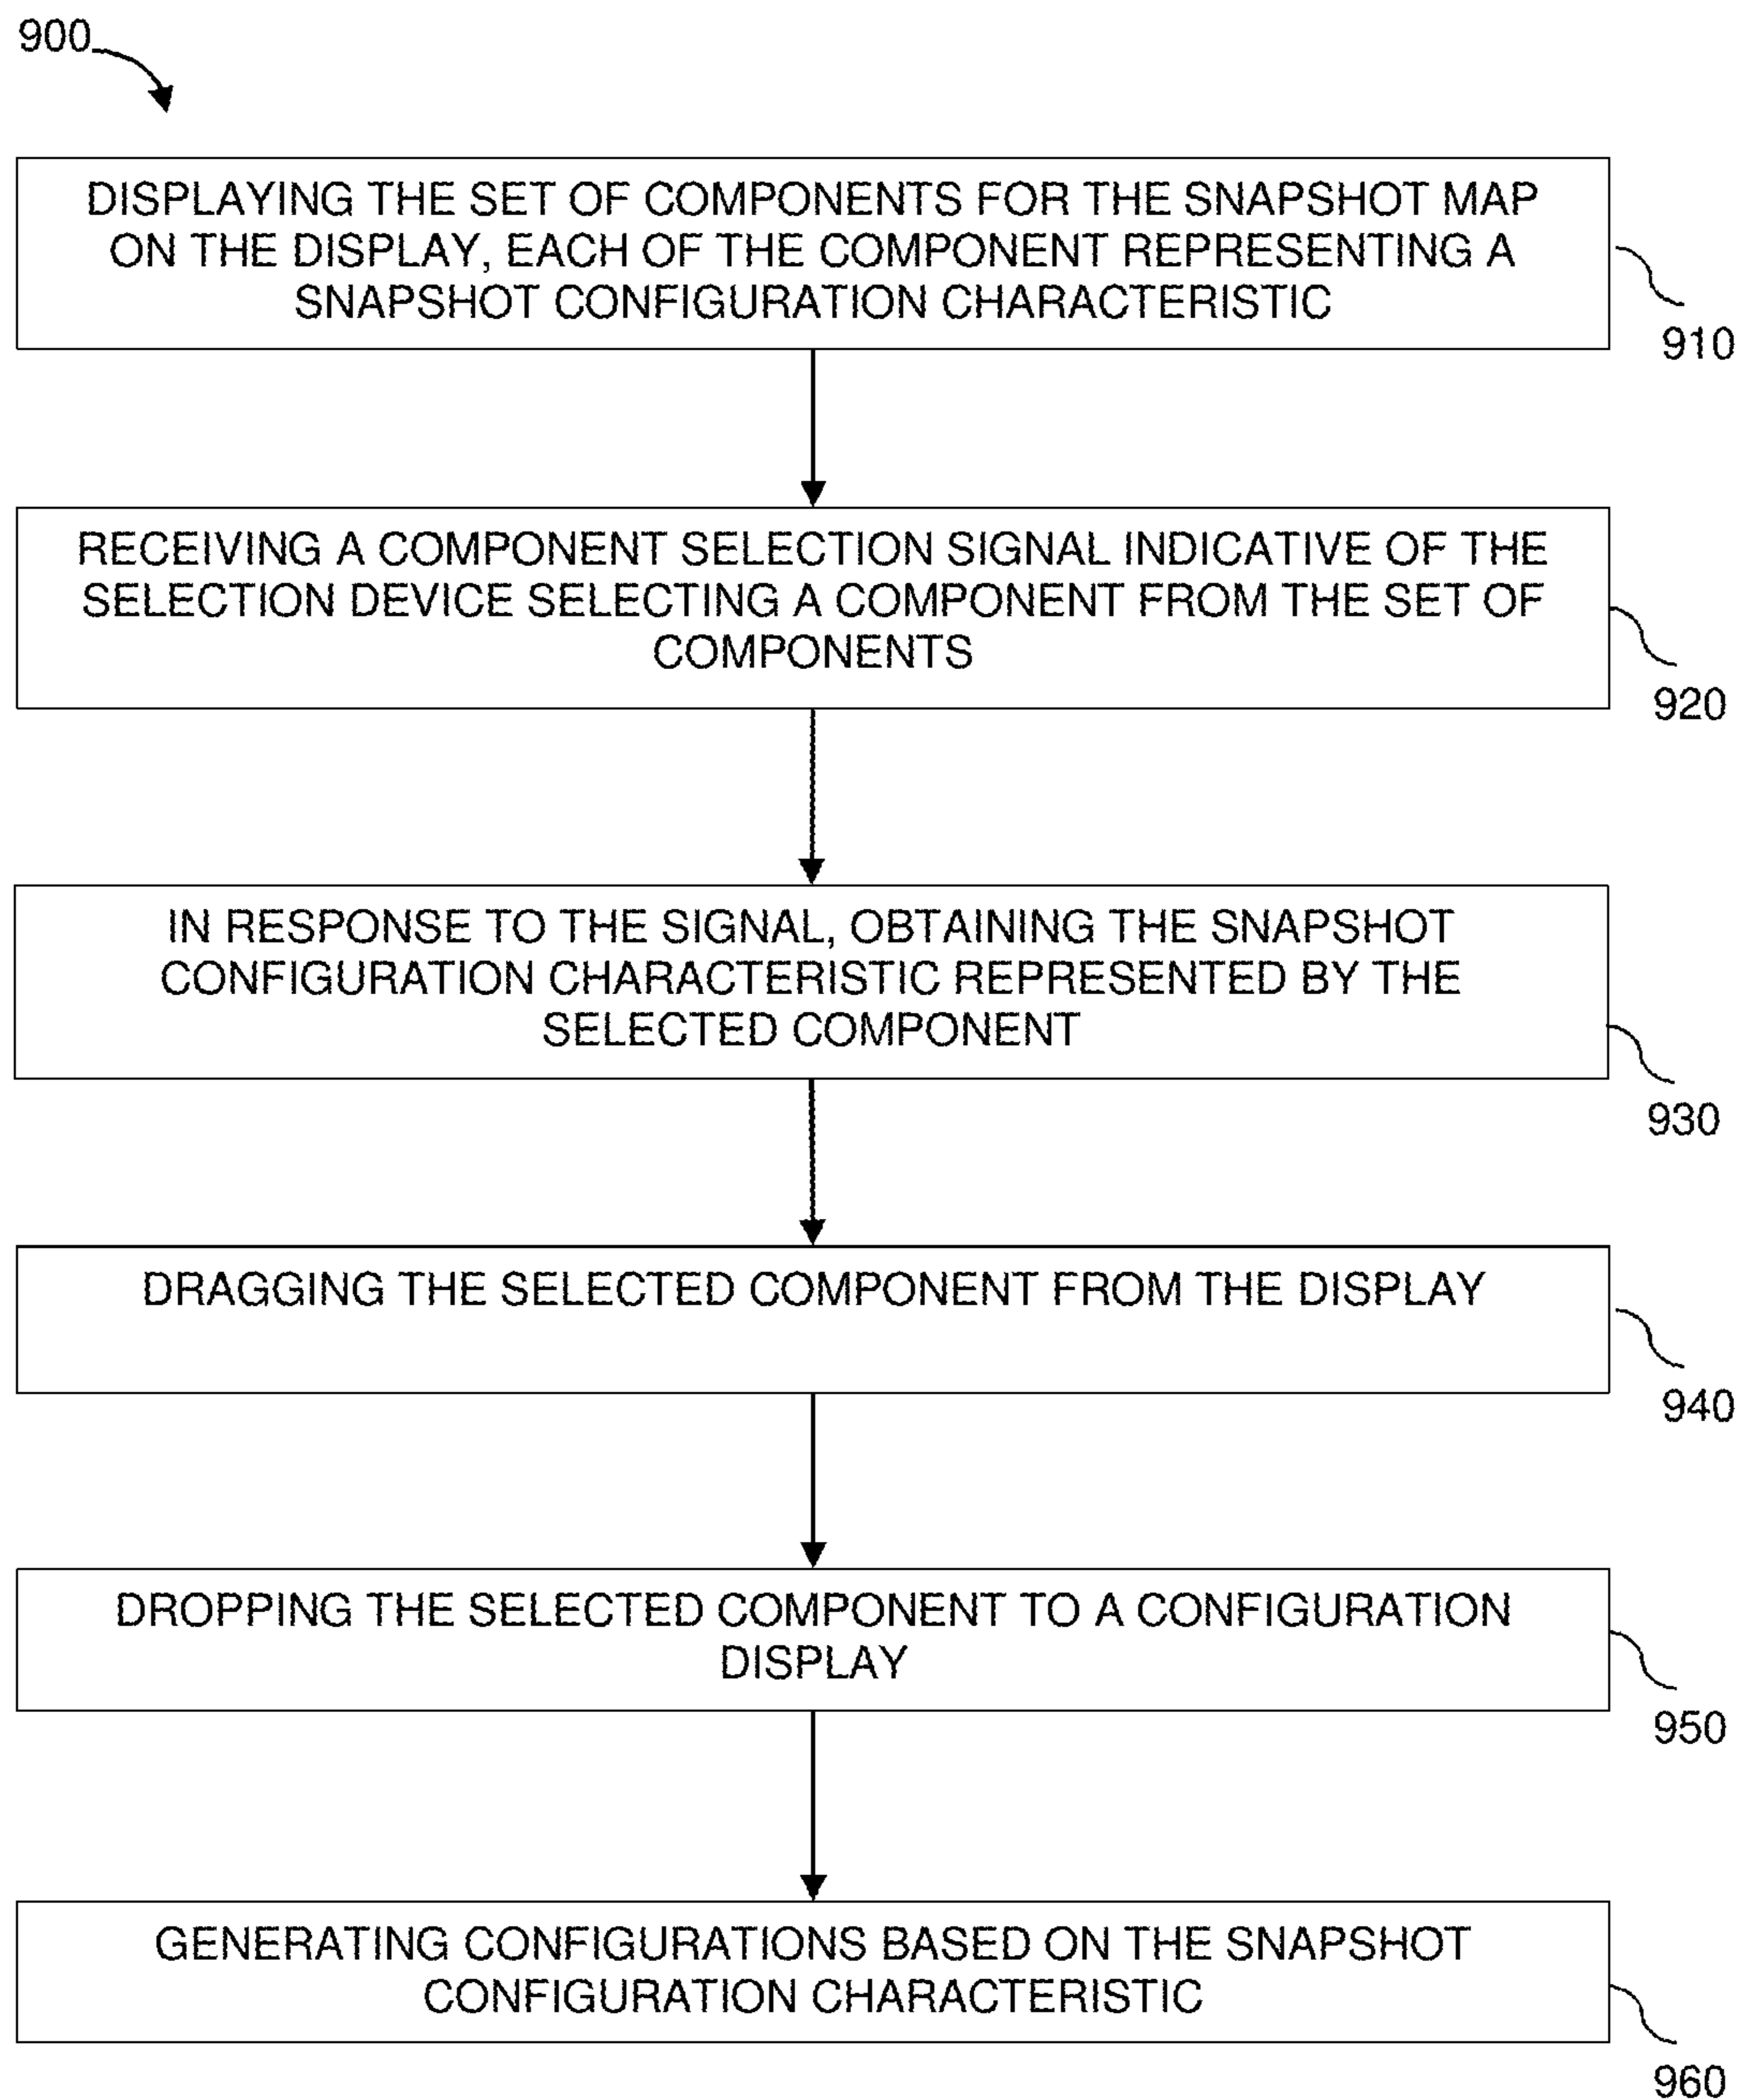 900
DISPLAYING THE SET OF COMPONENTS FOR THE SNAPSHOT MAP
ON THE DISPLAY, EACH OF THE COMPONENT REPRESENTING A
SNAPSHOT CONFIGURATION CHARACTERISTIC
910
RECEIVING A COMPONENT SELECTION SIGNAL INDICATIVE OF THE
SELECTION DEVICE SELECTING A COMPONENT FROM THE SET OF
COMPONENTS
920
IN RESPONSE TO THE SIGNAL, OBTAINING THE SNAPSHOT
CONFIGURATION CHARACTERISTIC REPRESENTED BY THE
SELECTED COMPONENT
930
DRAGGING THE SELECTED COMPONENT FROM THE DISPLAY
940
DROPPING THE SELECTED COMPONENT TO A CONFIGURATION
DISPLAY
950
GENERATING CONFIGURATIONS BASED ON THE SNAPSHOT
CONFIGURATION CHARACTERISTIC
960